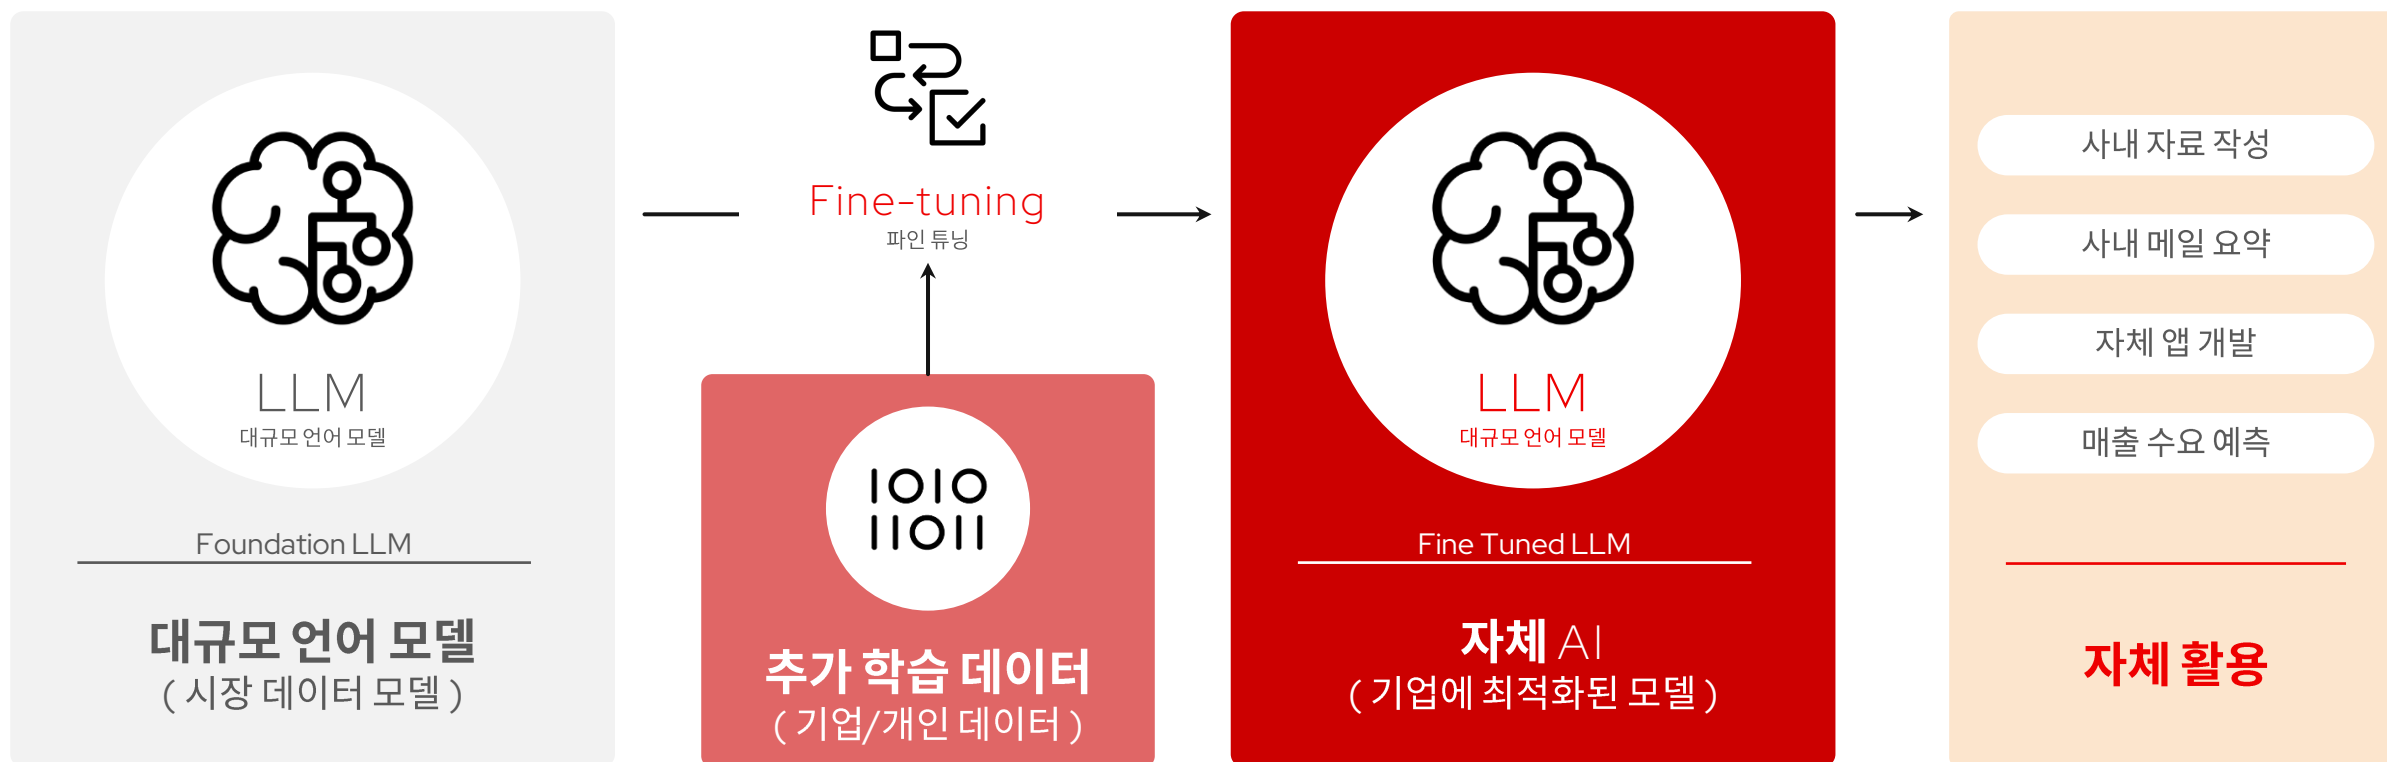 LLM
대규모 언어 모델
Foundation LLM
대규모 언어 모델
( 시장 데이터 모델 )
Fine-tuning
파인 튜닝
1010
11011
추가 학습 데이터
( 기업/개인 데이터 )
LLM
대규모 언어 모델
Fine Tuned LLM
자체 AI
( 기업에 최적화된 모델 )
사내 자료 작성
사내 메일 요약
자체 앱 개발
매출 수요 예측
자체 활용